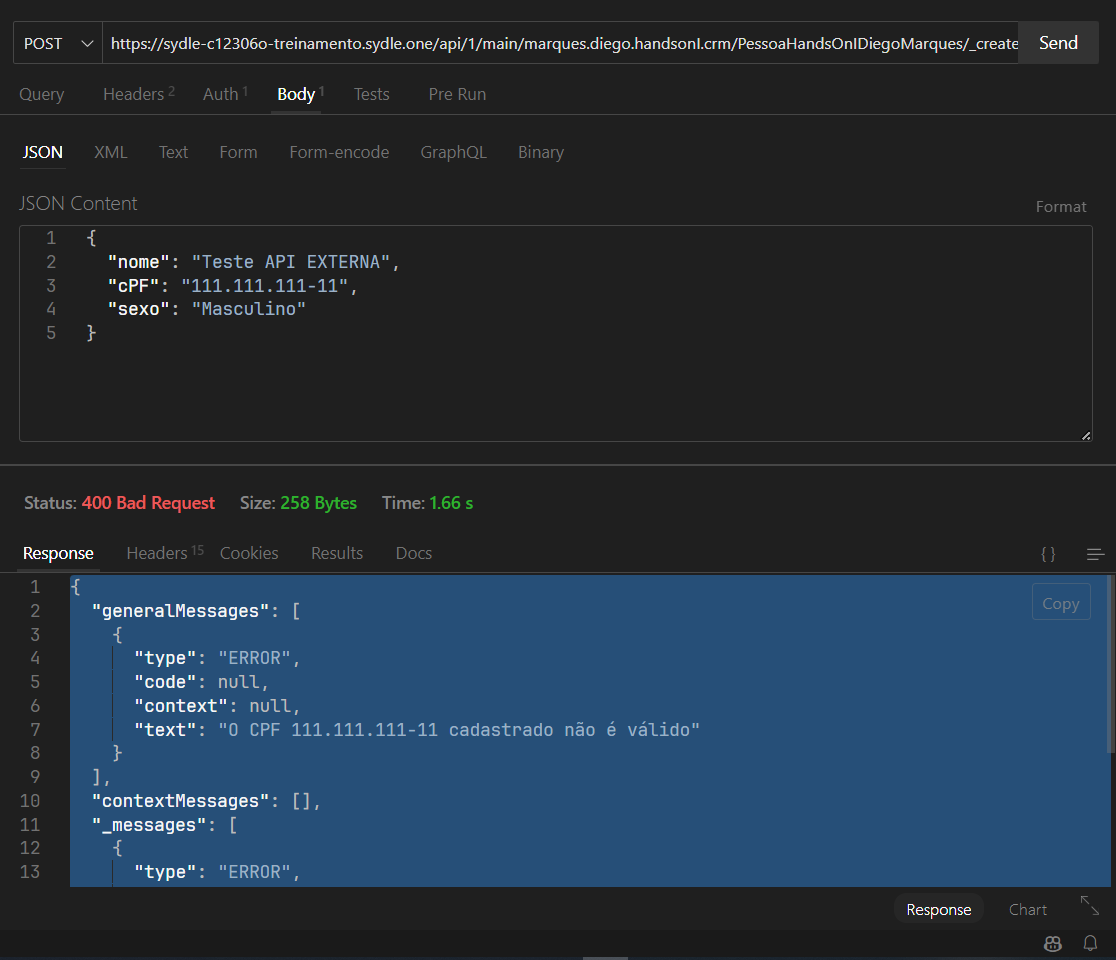 POST https://sydle-c12306o-treinamento.sydle.one/api/1/main/marques.diego.handsonI.crm/PessoaHandsOnIDiegoMarques/_create Send
Query Headers 2 Auth 1 Body 1 Tests Pre Run
JSON XML Text Form Form-encode GraphQL Binary
JSON Content Format
1 {
2 "nome": "Teste API EXTERNA",
3 "cPF": "111.111.111-11",
4 "sexo": "Masculino"
5 }
Status: 400 Bad Request Size: 258 Bytes Time: 1.66 s
Response Headers 15 Cookies Results Docs { }
1 {
Copy
2 "generalMessages": [
3 {
4 "type": "ERROR",
5 "code": null,
6 "context": null,
7 "text": "O CPF 111.111.111-11 cadastrado não é válido"
8 }
9 ],
10 "contextMessages": [],
11 "_messages": [
12 {
13 "type": "ERROR",
Response Chart